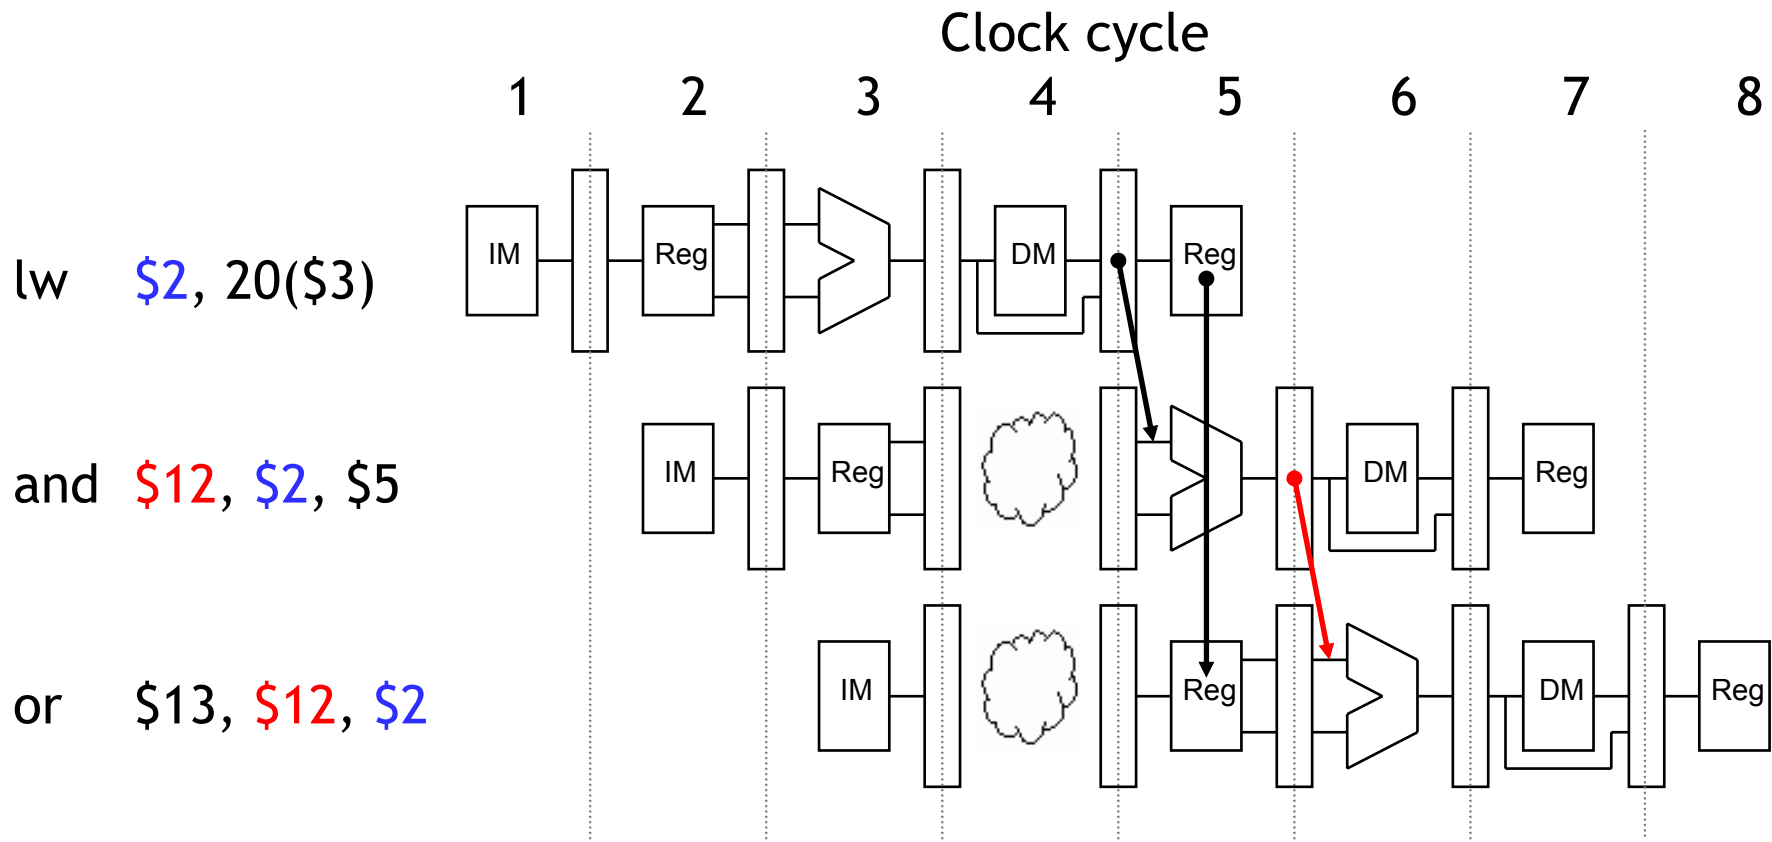 Clock cycle
1 2 3 4 5 6 7 8
lw $2, 20($3) IM Reg DM Reg
and $12, $2, $5 IM Reg DM Reg
or $13, $12, $2 IM Reg DM Reg